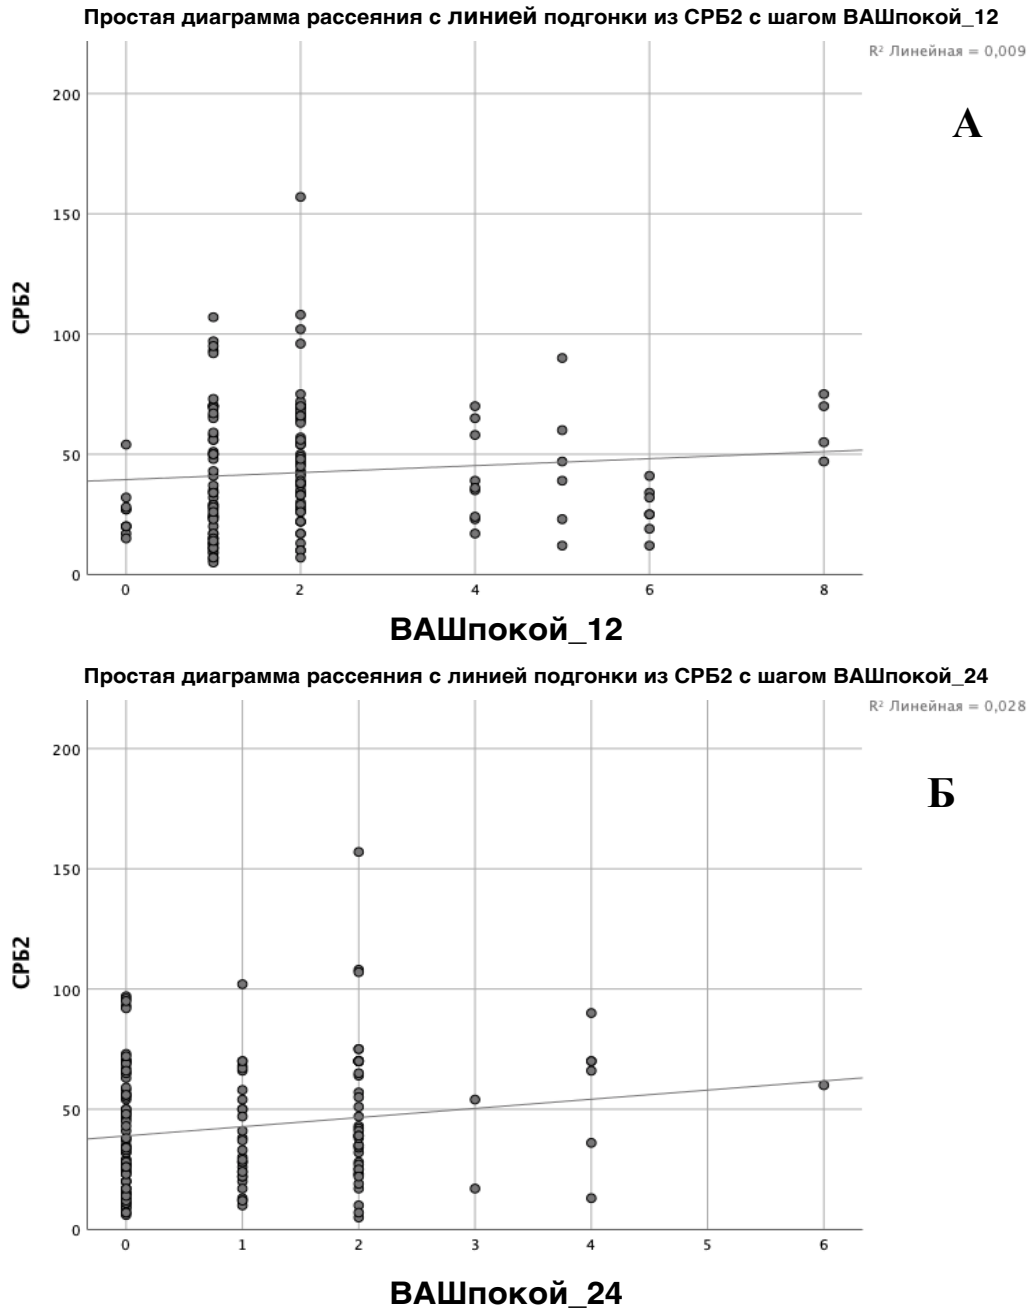 Простая диаграмма рассеяния с линией подгонки из СРБ2 с шагом ВАШпокой_12
R² Линейная = 0,009
А
200
150
100
50
0
СРБ2
0 2 4 6 8
ВАШпокой_12
Простая диаграмма рассеяния с линией подгонки из СРБ2 с шагом ВАШпокой_24
R² Линейная = 0,028
Б
200
150
100
50
0
СРБ2
0 1 2 3 4 5 6
ВАШпокой_24